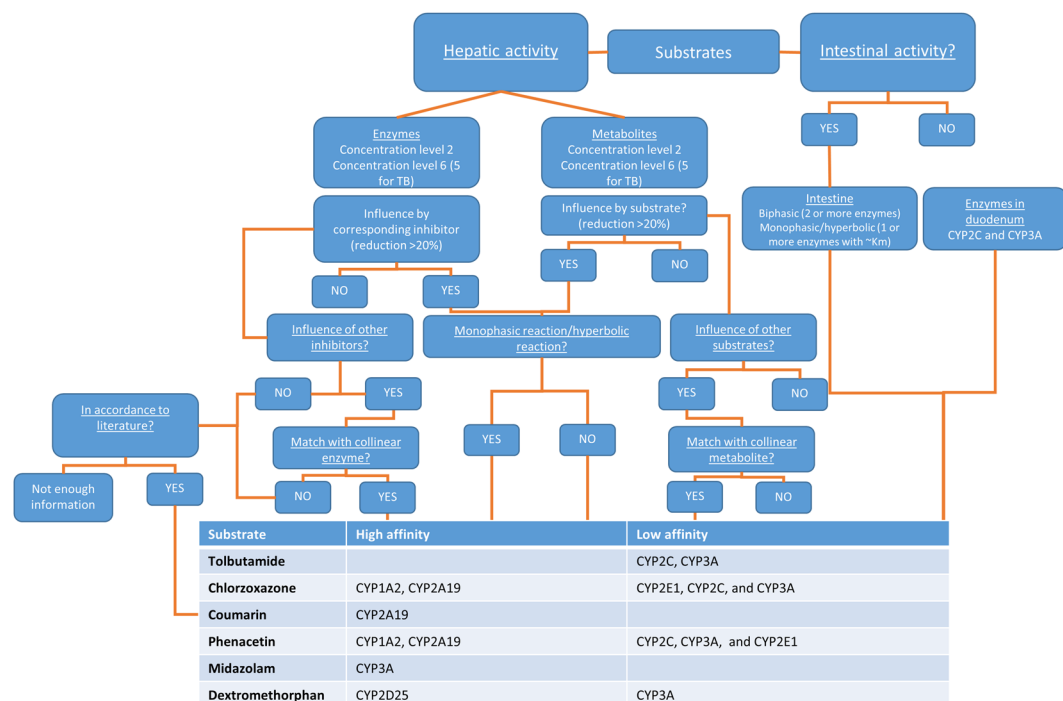 Hepatic activity
Substrates
Intestinal activity?
YES
NO
Enzymes
Concentration level 2
Concentration level 6 (5
for TB)
Metabolites
Concentration level 2
Concentration level 6 (5
for TB)
Intestine
Biphasic (2 or more enzymes)
Monophasic/hyperbolic (1 or
more enzymes with ~Km)
Enzymes in
duodenum
CYP2C and CYP3A
Influence by
corresponding inhibitor
(reduction >20%)
Influence by substrate?
(reduction >20%)
NO
YES
YES
NO
Influence of other
inhibitors?
Monophasic reaction/hyperbolic
reaction?
Influence of other
substrates?
NO
YES
YES
NO
In accordance to
literature?
Match with collinear
enzyme?
YES
NO
Match with collinear
metabolite?
Not enough
information
YES
NO
YES
YES
NO
Substrate High affinity Low affinity
Tolbutamide CYP2C, CYP3A
Chlorzoxazone CYP1A2, CYP2A19 CYP2E1, CYP2C, and CYP3A
Coumarin CYP2A19
Phenacetin CYP1A2, CYP2A19 CYP2C, CYP3A, and CYP2E1
Midazolam CYP3A
Dextromethorphan CYP2D25 CYP3A